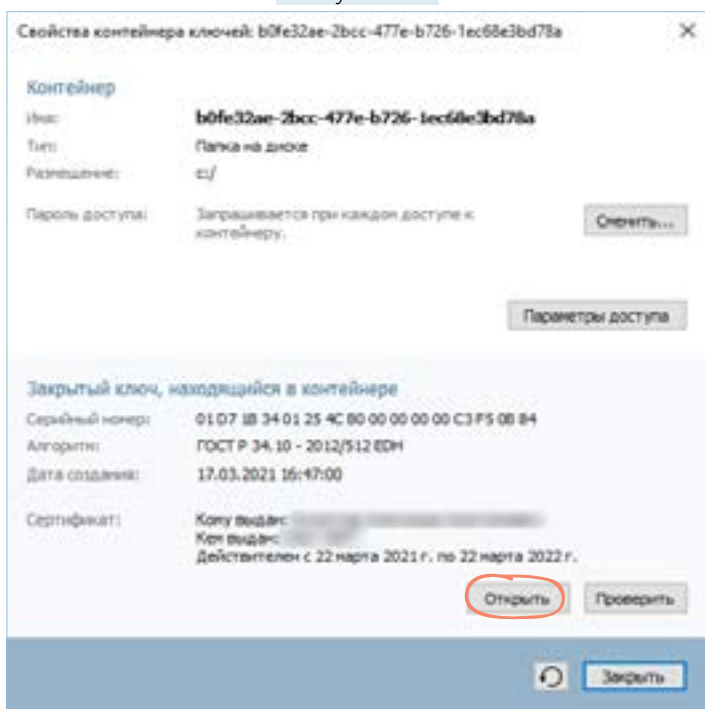 Свойства контейнера ключей: b0fe32ae-2bcc-477e-b726-1ec68e3bd78a
Контейнер
Имя: b0fe32ae-2bcc-477e-b726-1ec68e3bd78a
Тип: Папка на диске
Размещение: c:/
Пароль доступа: Запрашивается при каждом доступе к
контейнеру.
Сменить...
Параметры доступа
Закрытый ключ, находящийся в контейнере
Серийный номер: 01 D7 1B 34 01 25 4C B0 00 00 00 00 C3 F5 0B B4
Алгоритм: ГОСТ Р 34.10 - 2012/512 EDH
Дата создания: 17.03.2021 16:47:00
Сертификат: Кому выдан:
Кем выдан:
Действителен с 22 марта 2021 г. по 22 марта 2022 г.
Открыть Проверить
Закрыть